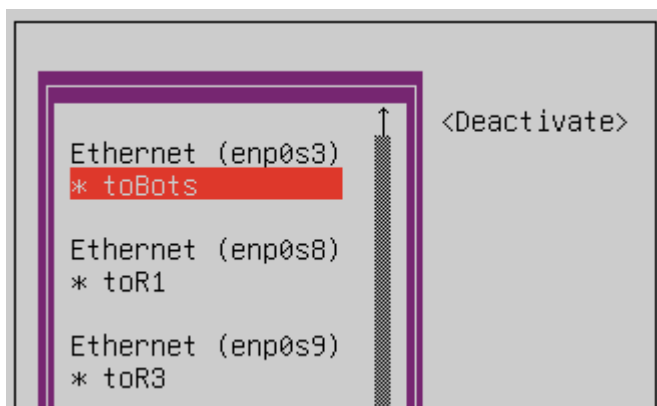 <Deactivate>
Ethernet (enp0s3)
* toBots
Ethernet (enp0s8)
* toR1
Ethernet (enp0s9)
* toR3